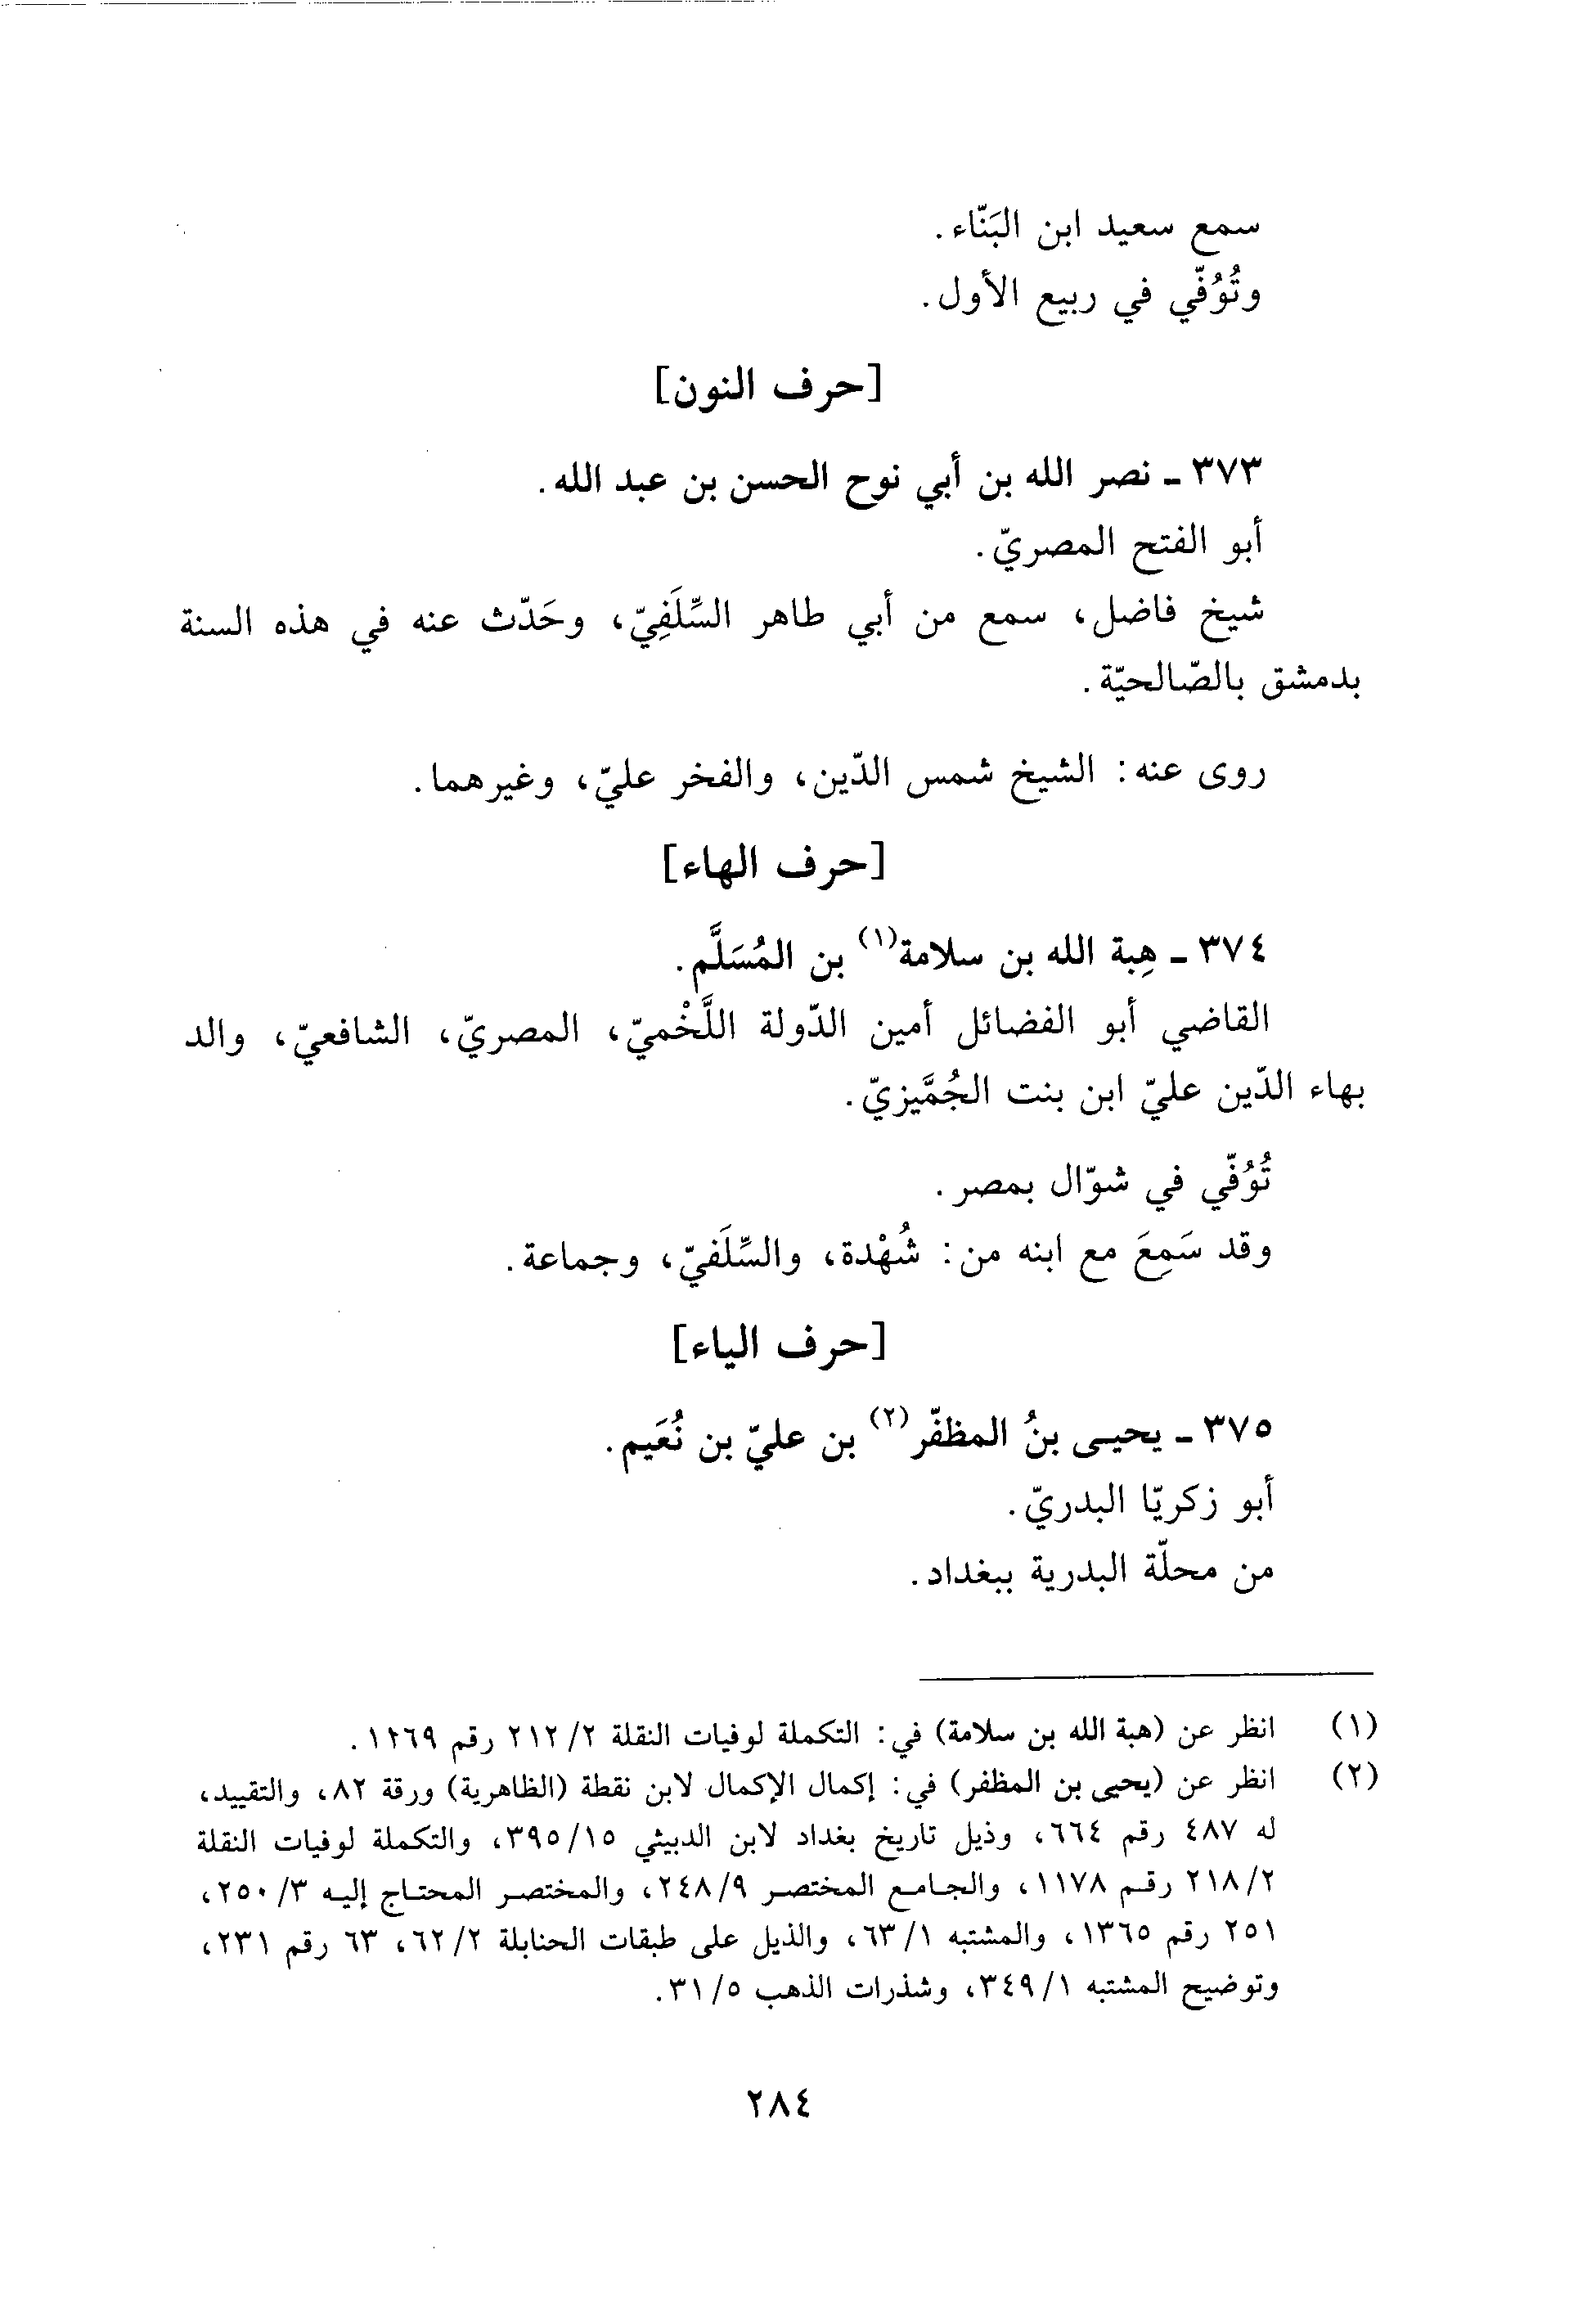 سمع سعيد ابن البَنّاء.
وتُوُفّي في ربيع الأول.
[حرف النون]
٣٧٣ ـ نصر الله بن أبي نوح الحسن بن عبد الله.
أبو الفتح المصريّ.
شيخ فاضل، سمع من أبي طاهر السِّلَفِيّ، وحَدّث عنه في هذه السنة
بدمشق بالصّالحيّة.
روى عنه: الشيخ شمس الدّين، والفخر عليّ، وغيرهما.
[حرف الهاء]
٣٧٤ ـ هِبة الله بن سلامة(١) بن المُسَلَّم.
القاضي أبو الفضائل أمين الدّولة اللَّخْميّ، المصريّ، الشافعيّ، والد
بهاء الدّين عليّ ابن بنت الجُمَّيزيّ.
تُوُفّي في شوّال بمصر.
وقد سَمِعَ مع ابنه من: شُهْدة، والسِّلَفيّ، وجماعة.
[حرف الياء]
٣٧٥ ـ يحيـى بنُ المظفّر(٢) بن عليّ بن نُعَيم.
أبو زكريّا البدريّ.
من محلّة البدرية ببغداد.
(١) انظر عن (هبة الله بن سلامة) في: التكملة لوفيات النقلة ٢/ ٢١٢ رقم ١١٦٩.
(٢) انظر عن (يحيى بن المظفر) في: إكمال الإكمال لابن نقطة (الظاهرية) ورقة ٨٢، والتقييد،
له ٤٨٧ رقم ٦٦٤، وذيل تاريخ بغداد لابن الدبيثي ١٥/ ٣٩٥، والتكملة لوفيات النقلة
٢/ ٢١٨ رقم ١١٧٨، والجامع المختصر ٩/ ٢٤٨، والمختصر المحتاج إليه ٣/ ٢٥٠،
٢٥١ رقم ١٣٦٥، والمشتبه ١/ ٦٣، والذيل على طبقات الحنابلة ٢/ ٦٢، ٦٣ رقم ٢٣١،
وتوضيح المشتبه ١/ ٣٤٩، وشذرات الذهب ٥/ ٣١.
٢٨٤